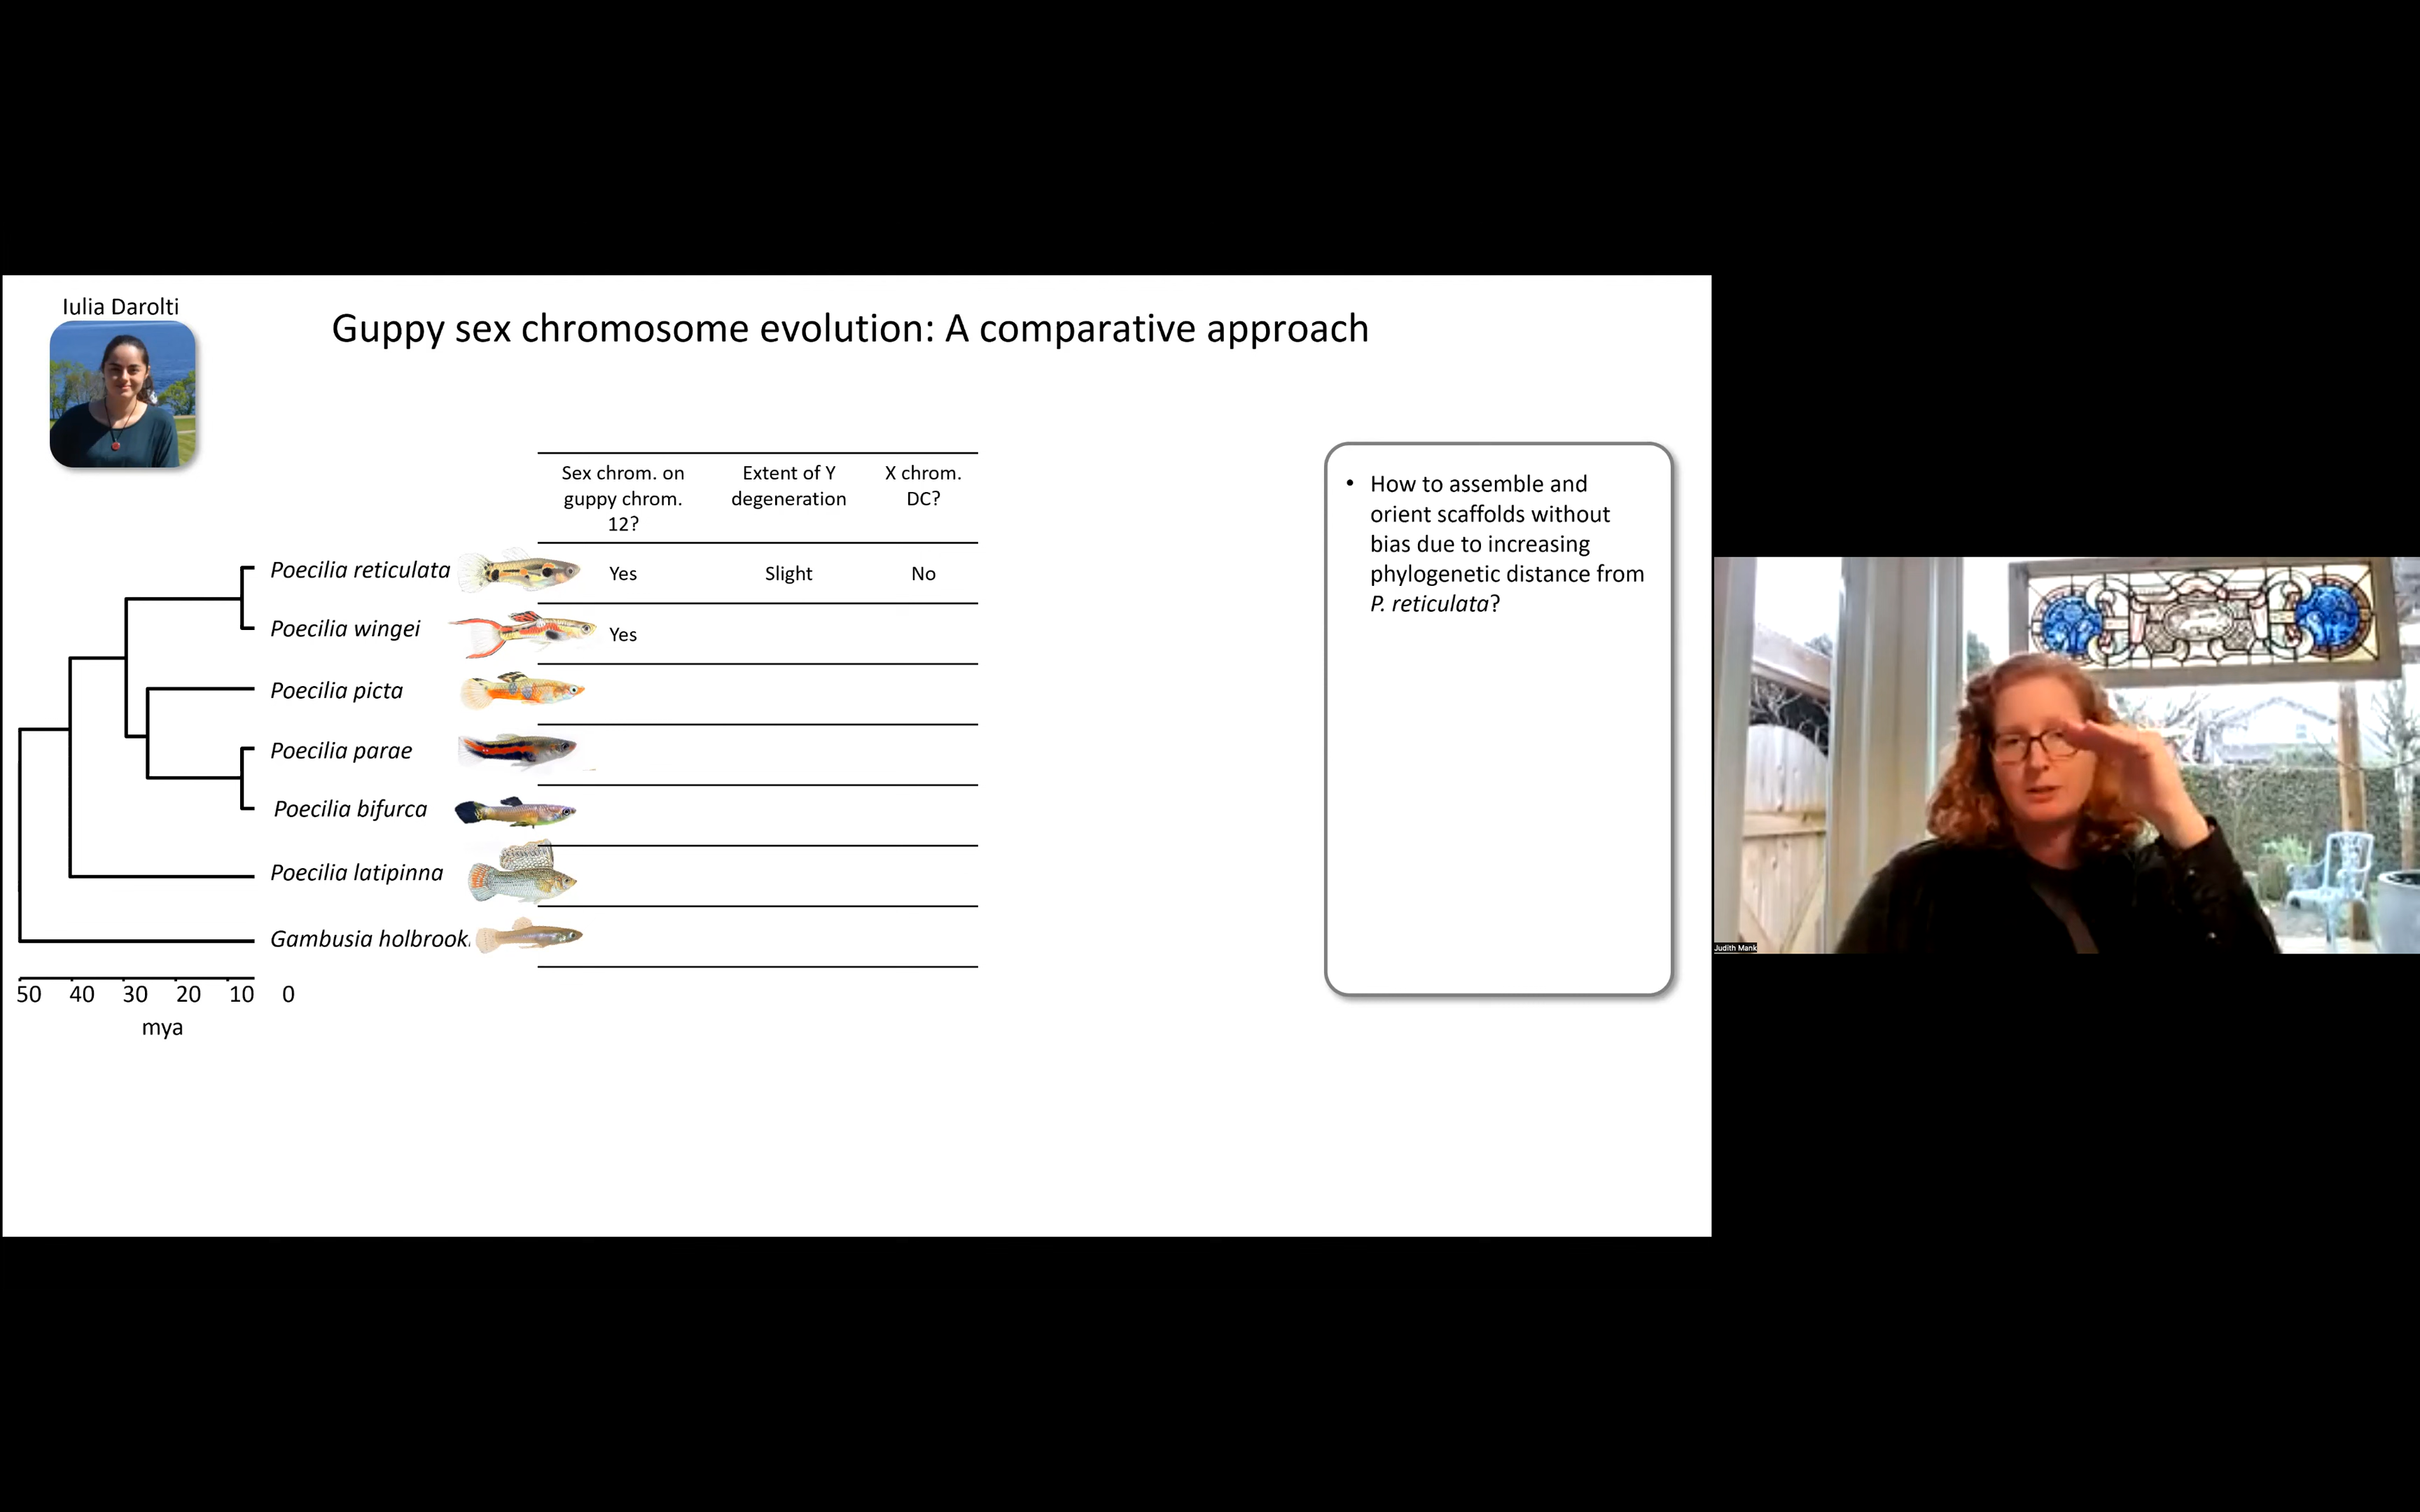 Iulia Darolti
Guppy sex chromosome evolution: A comparative approach
Sex chrom. on
guppy chrom.
12?
Extent of Y
degeneration
X chrom.
DC?
Poecilia reticulata
Yes
Slight
No
Poecilia wingei
Yes
Poecilia picta
Poecilia parae
Poecilia bifurca
Poecilia latipinna
Gambusia holbrooki
50 40 30 20 10 0
mya
• How to assemble and
orient scaffolds without
bias due to increasing
phylogenetic distance from
P. reticulata?
Judith Mank